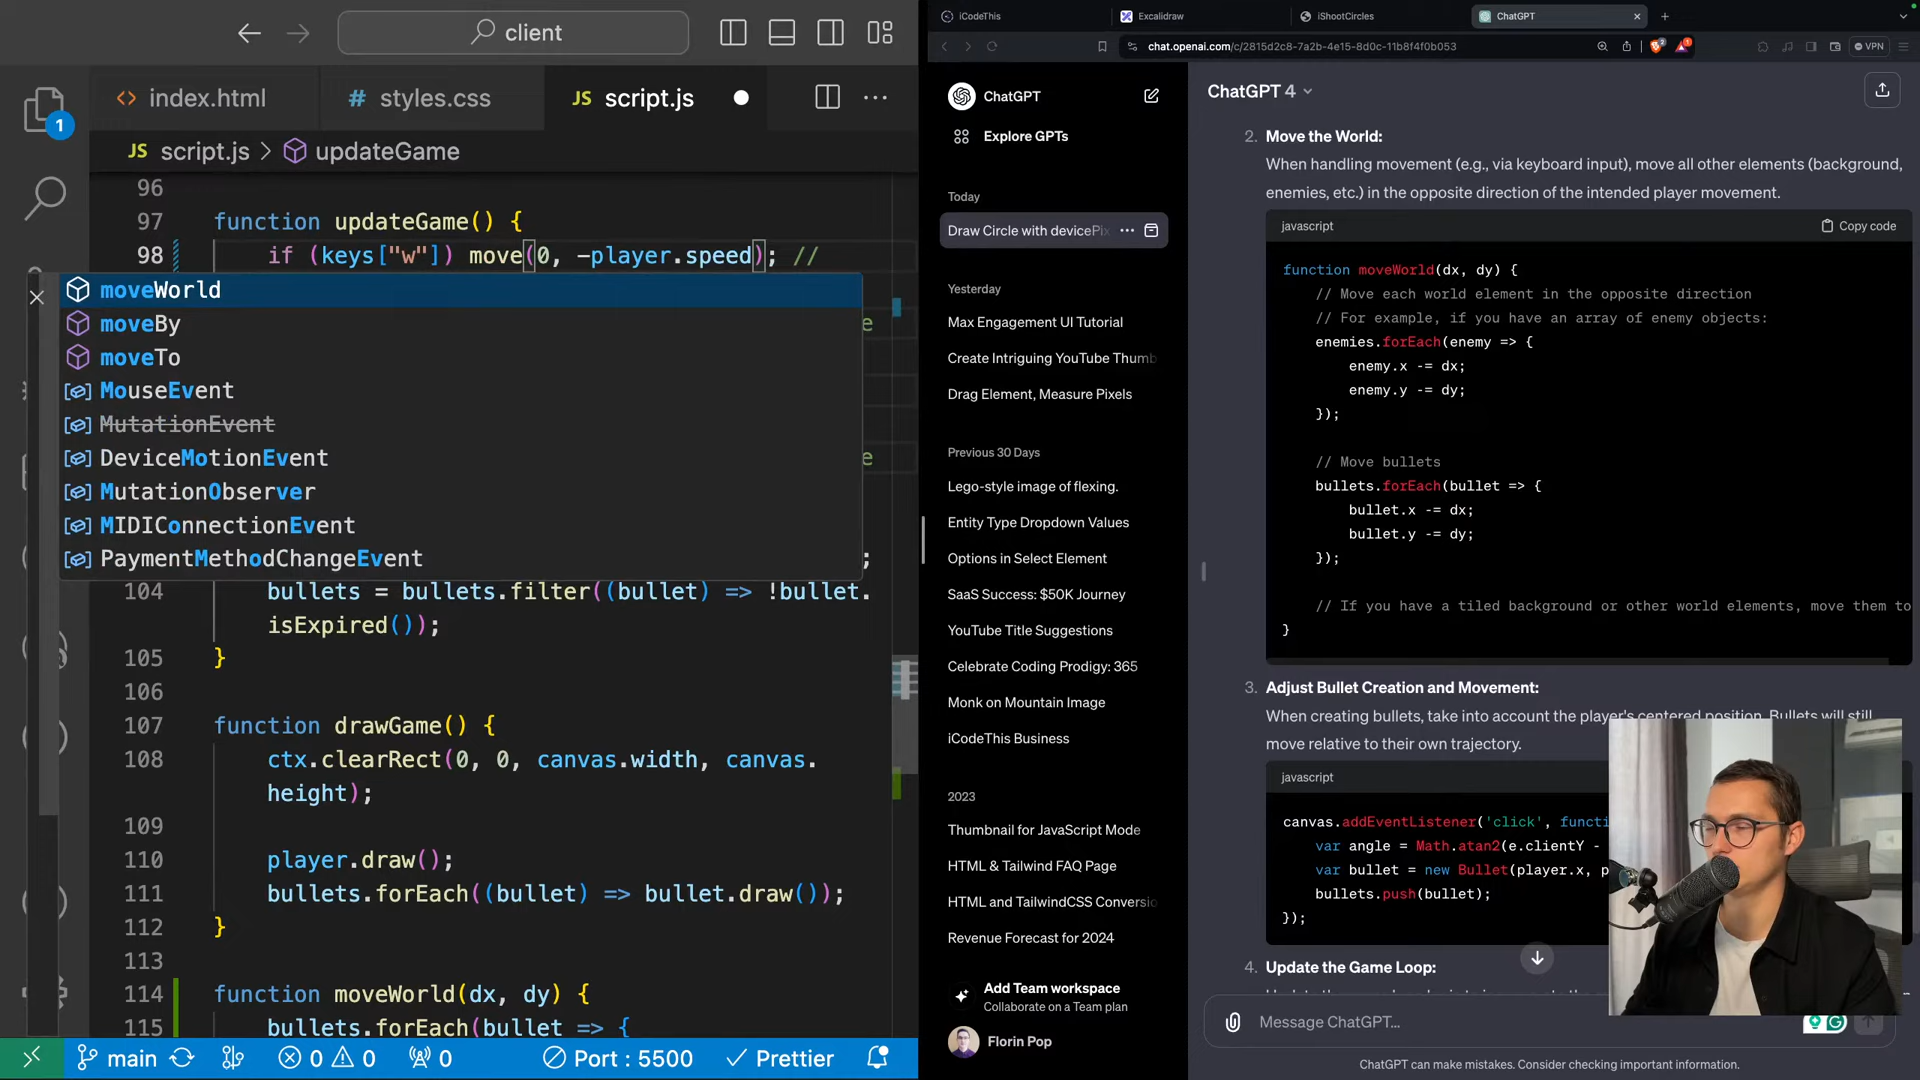 client
index.html
styles.css
script.js
1
script.js > updateGame
96
97 function updateGame() {
98 if (keys["w"]) move(0, -player.speed); //
moveWorld
moveBy
moveTo
MouseEvent
MutationEvent
DeviceMotionEvent
MutationObserver
MIDIConnectionEvent
PaymentMethodChangeEvent
e
e
;
104 bullets = bullets.filter((bullet) => !bullet.
isExpired());
105 }
106
107 function drawGame() {
108 ctx.clearRect(0, 0, canvas.width, canvas.
height);
109
110 player.draw();
111 bullets.forEach((bullet) => bullet.draw());
112 }
113
114 function moveWorld(dx, dy) {
115 bullets.forEach(bullet => {
main
0 0 0
Port : 5500
Prettier
iCodeThis
Excalidraw
iShootCircles
ChatGPT
chat.openai.com/c/2815d2c8-7a2b-4e15-8d0c-11b8f4f0b053
VPN
ChatGPT
Explore GPTs
Today
Draw Circle with devicePix
Yesterday
Max Engagement UI Tutorial
Create Intriguing YouTube Thumb
Drag Element, Measure Pixels
Previous 30 Days
Lego-style image of flexing.
Entity Type Dropdown Values
Options in Select Element
SaaS Success: $50K Journey
YouTube Title Suggestions
Celebrate Coding Prodigy: 365
Monk on Mountain Image
iCodeThis Business
2023
Thumbnail for JavaScript Mode
HTML & Tailwind FAQ Page
HTML and TailwindCSS Conversio
Revenue Forecast for 2024
Add Team workspace
Collaborate on a Team plan
Florin Pop
ChatGPT 4
2. Move the World:
When handling movement (e.g., via keyboard input), move all other elements (background,
enemies, etc.) in the opposite direction of the intended player movement.
javascript
Copy code
function moveWorld(dx, dy) {
// Move each world element in the opposite direction
// For example, if you have an array of enemy objects:
enemies.forEach(enemy => {
enemy.x -= dx;
enemy.y -= dy;
});
// Move bullets
bullets.forEach(bullet => {
bullet.x -= dx;
bullet.y -= dy;
});
// If you have a tiled background or other world elements, move them to
}
3. Adjust Bullet Creation and Movement:
When creating bullets, take into account the player's centered position. Bullets will still
move relative to their own trajectory.
javascript
canvas.addEventListener('click', functi
var angle = Math.atan2(e.clientY -
var bullet = new Bullet(player.x, p
bullets.push(bullet);
});
4. Update the Game Loop:
Message ChatGPT...
ChatGPT can make mistakes. Consider checking important information.